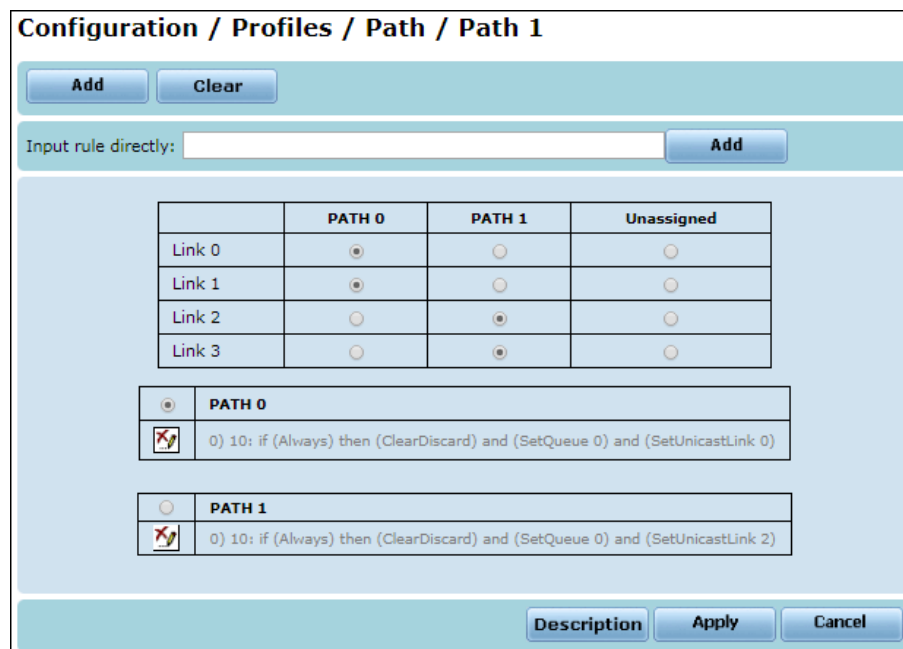 Configuration / Profiles / Path / Path 1
Add Clear
Input rule directly: Add
PATH 0 PATH 1 Unassigned
Link 0
Link 1
Link 2
Link 3
PATH 0
0) 10: if (Always) then (ClearDiscard) and (SetQueue 0) and (SetUnicastLink 0)
PATH 1
0) 10: if (Always) then (ClearDiscard) and (SetQueue 0) and (SetUnicastLink 2)
Description Apply Cancel